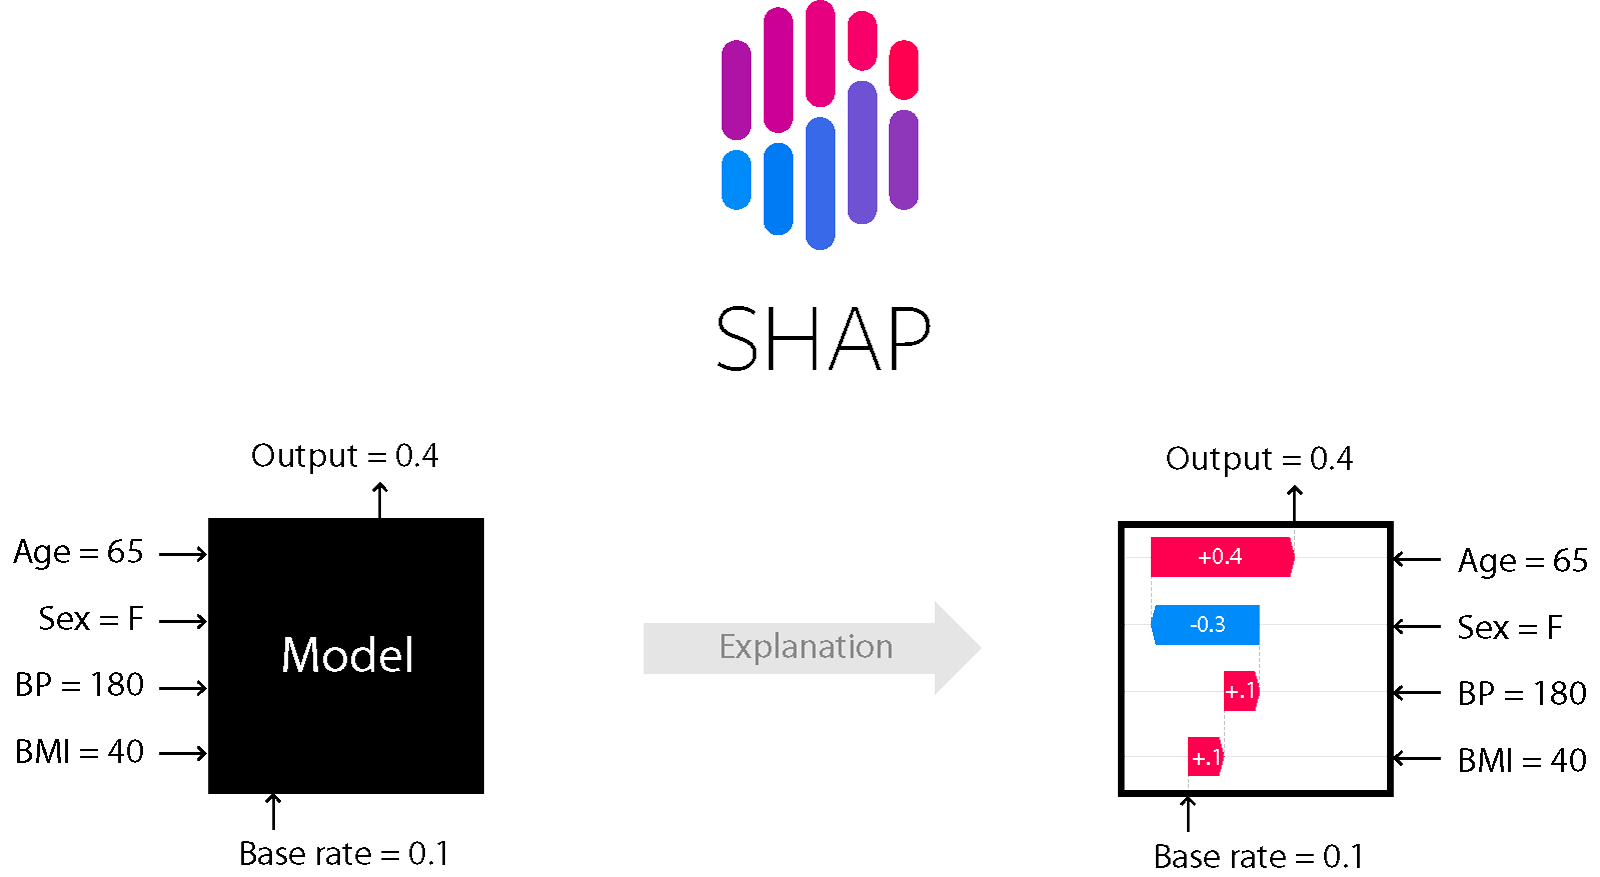 SHAP
Output = 0.4
Age = 65
Sex = F
BP = 180
BMI = 40
Model
Base rate = 0.1
Explanation
Output = 0.4
+0.4
Age = 65
-0.3
Sex = F
+.1
BP = 180
+.1
BMI = 40
Base rate = 0.1